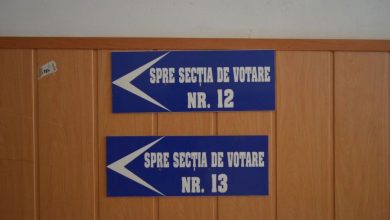 SPRE SECȚIA DE VOTARE
NR. 12
SPRE SECȚIA DE VOTARE
NR. 13